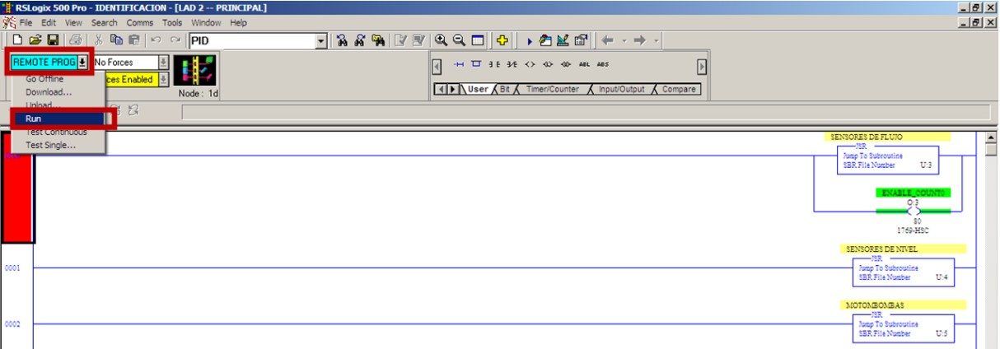 RSLogix 500 Pro - IDENTIFICACION - [LAD 2 -- PRINCIPAL]
File Edit View Search Comms Tools Window Help
PID
REMOTE PROG No Forces
Go Offline
ces Enabled
Download...
Node : 1d
Upload...
Run
Test Continuous
Test Single...
ABL ABS
User Bit Timer/Counter Input/Output Compare
SENSORES DE FLUJO
JSR
Jump To Subroutine
SBR File Number U:3
ENABLE_COUNT0
O:3
80
1769-HSC
SENSORES DE NIVEL
0001
JSR
Jump To Subroutine
SBR File Number U:4
MOTOMBOMBAS
0002
JSR
Jump To Subroutine
SBR File Number U:5